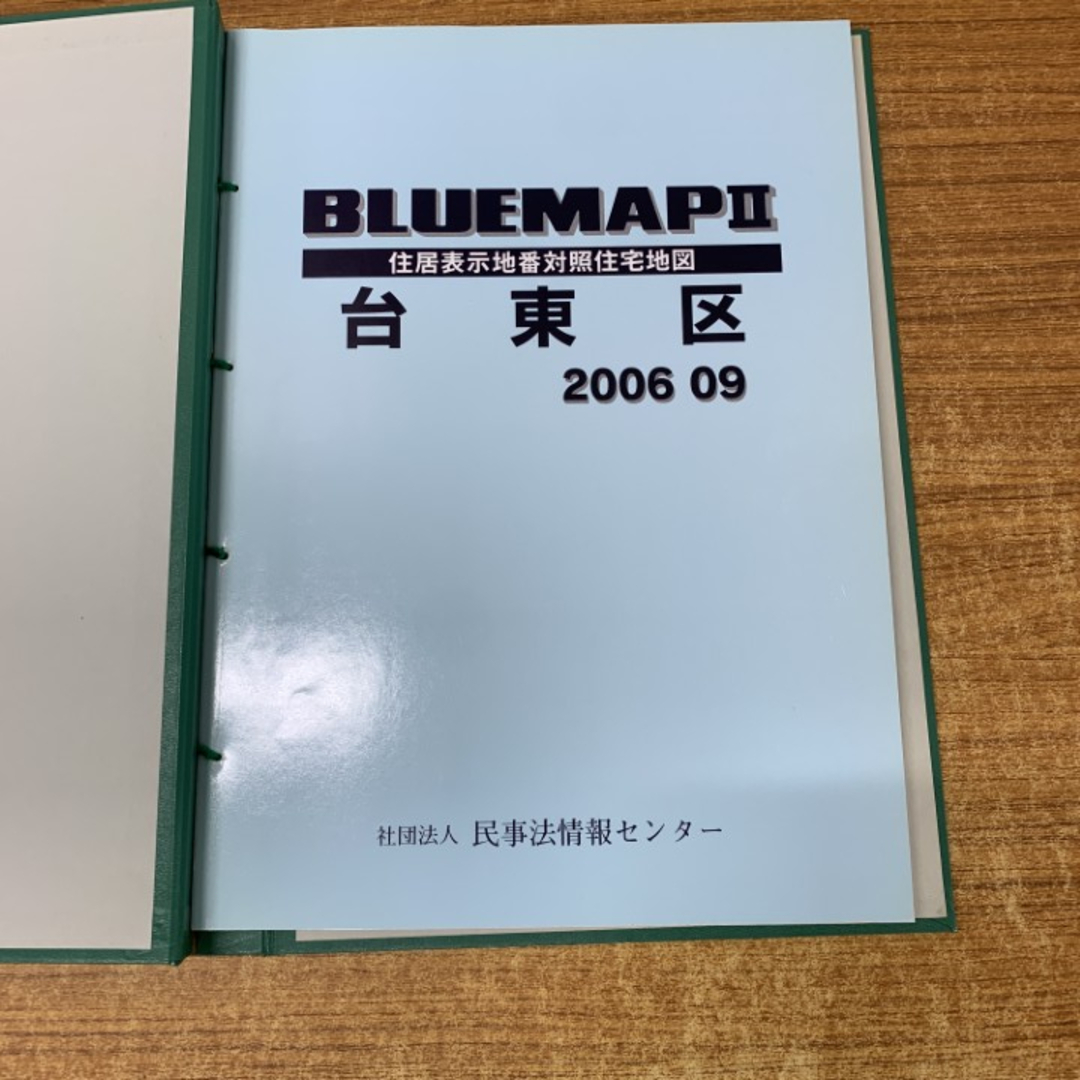 BLUEMAPⅡ
住居表示地番対照住宅地図
台東区
2006 09
社団法人 民事法情報センター